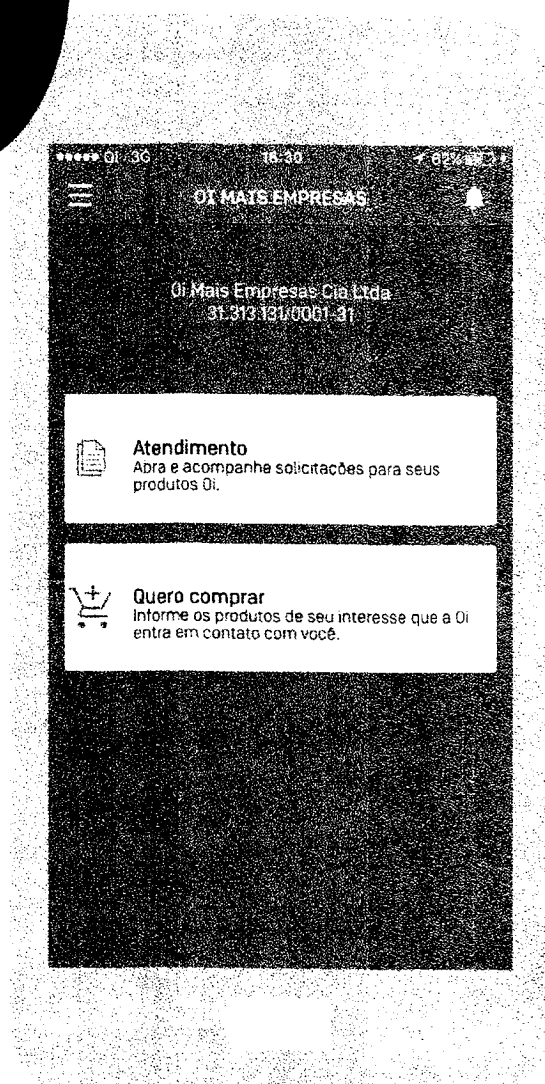 OI 3G 16:30 62%
OI MAIS EMPRESAS
Oi Mais Empresas Cia Ltda
31.313.131/0001-31
Atendimento
Abra e acompanhe solicitações para seus
produtos Oi.
Quero comprar
Informe os produtos de seu interesse que a Oi
entra em contato com você.